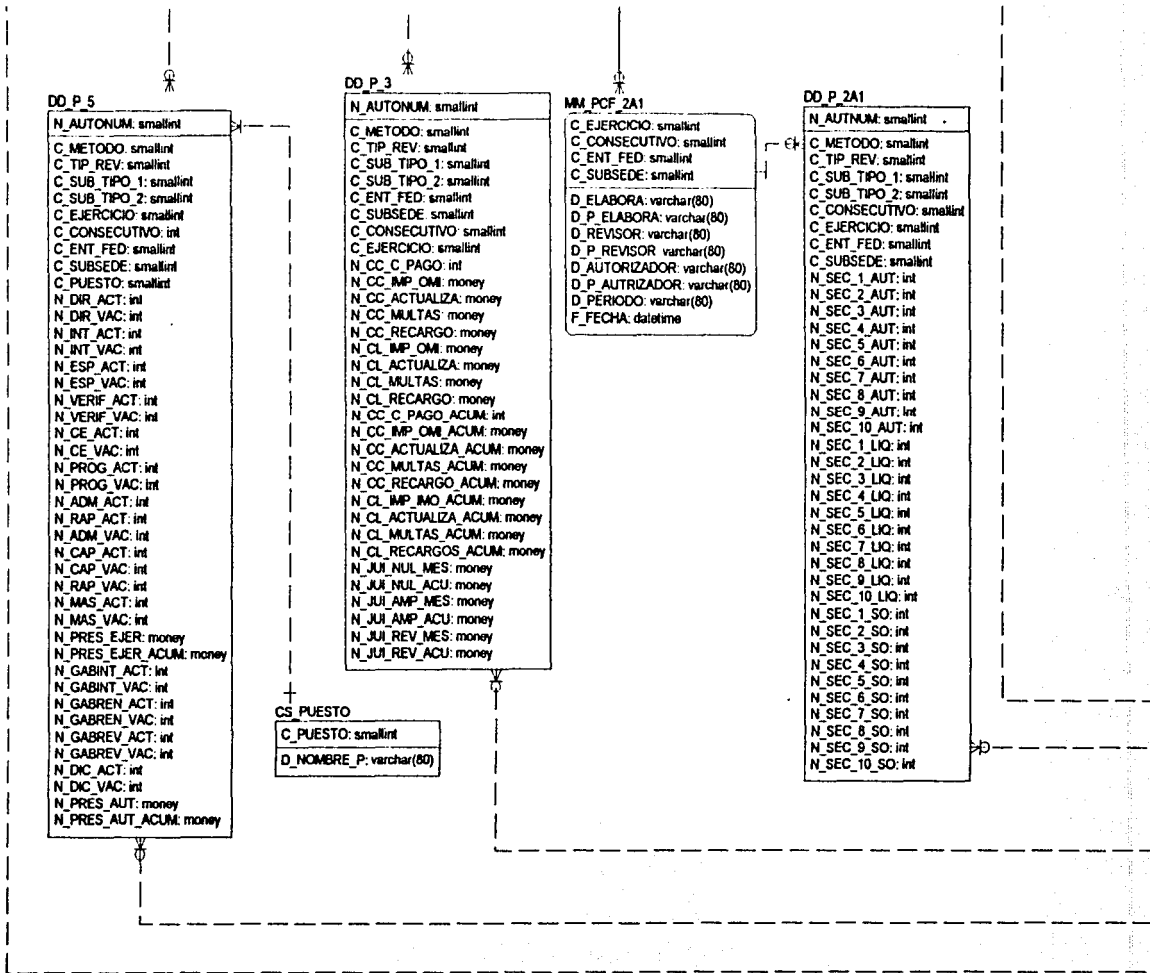 DD_P_5
N_AUTONUM: smallint
C_METODO: smallint
C_TIP_REV: smallint
C_SUB_TIPO_1: smallint
C_SUB_TIPO_2: smallint
C_EJERCICIO: smallint
C_CONSECUTIVO: int
C_ENT_FED: smallint
C_SUBSEDE: smallint
C_PUESTO: smallint
N_DIR_ACT: int
N_DIR_VAC: int
N_INT_ACT: int
N_INT_VAC: int
N_ESP_ACT: int
N_ESP_VAC: int
N_VERIF_ACT: int
N_VERIF_VAC: int
N_CE_ACT: int
N_CE_VAC: int
N_PROG_ACT: int
N_PROG_VAC: int
N_ADM_ACT: int
N_RAP_ACT: int
N_ADM_VAC: int
N_CAP_ACT: int
N_CAP_VAC: int
N_RAP_VAC: int
N_MAS_ACT: int
N_MAS_VAC: int
N_PRES_EJER: money
N_PRES_EJER_ACUM: money
N_GABINT_ACT: int
N_GABINT_VAC: int
N_GABREN_ACT: int
N_GABREN_VAC: int
N_GABREV_ACT: int
N_GABREV_VAC: int
N_DIC_ACT: int
N_DIC_VAC: int
N_PRES_AUT: money
N_PRES_AUT_ACUM: money
CS_PUESTO
C_PUESTO: smallint
D_NOMBRE_P: varchar(80)
DD_P_3
N_AUTONUM: smallint
C_METODO: smallint
C_TIP_REV: smallint
C_SUB_TIPO_1: smallint
C_SUB_TIPO_2: smallint
C_ENT_FED: smallint
C_SUBSEDE: smallint
C_CONSECUTIVO: smallint
C_EJERCICIO: smallint
N_CC_C_PAGO: int
N_CC_IMP_OMI: money
N_CC_ACTUALIZA: money
N_CC_MULTAS: money
N_CC_RECARGO: money
N_CL_IMP_OMI: money
N_CL_ACTUALIZA: money
N_CL_MULTAS: money
N_CL_RECARGO: money
N_CC_C_PAGO_ACUM: int
N_CC_IMP_OMI_ACUM: money
N_CC_ACTUALIZA_ACUM: money
N_CC_MULTAS_ACUM: money
N_CC_RECARGO_ACUM: money
N_CL_IMP_IMO_ACUM: money
N_CL_ACTUALIZA_ACUM: money
N_CL_MULTAS_ACUM: money
N_CL_RECARGOS_ACUM: money
N_JUI_NUL_MES: money
N_JUI_NUL_ACU: money
N_JUI_AMP_MES: money
N_JUI_AMP_ACU: money
N_JUI_REV_MES: money
N_JUI_REV_ACU: money
MM_PCF_2A1
C_EJERCICIO: smallint
C_CONSECUTIVO: smallint
C_ENT_FED: smallint
C_SUBSEDE: smallint
D_ELABORA: varchar(80)
D_P_ELABORA: varchar(80)
D_REVISOR: varchar(80)
D_P_REVISOR varchar(80)
D_AUTORIZADOR: varchar(80)
D_P_AUTRIZADOR: varchar(80)
D_PERIODO: varchar(80)
F_FECHA: datetime
DD_P_2A1
N_AUTNUM: smallint
C_METODO: smallint
C_TIP_REV: smallint
C_SUB_TIPO_1: smallint
C_SUB_TIPO_2: smallint
C_CONSECUTIVO: smallint
C_EJERCICIO: smallint
C_ENT_FED: smallint
C_SUBSEDE: smallint
N_SEC_1_AUT: int
N_SEC_2_AUT: int
N_SEC_3_AUT: int
N_SEC_4_AUT: int
N_SEC_5_AUT: int
N_SEC_6_AUT: int
N_SEC_7_AUT: int
N_SEC_8_AUT: int
N_SEC_9_AUT: int
N_SEC_10_AUT: int
N_SEC_1_LIQ: int
N_SEC_2_LIQ: int
N_SEC_3_LIQ: int
N_SEC_4_LIQ: int
N_SEC_5_LIQ: int
N_SEC_6_LIQ: int
N_SEC_7_LIQ: int
N_SEC_8_LIQ: int
N_SEC_9_LIQ: int
N_SEC_10_LIQ: int
N_SEC_1_SO: int
N_SEC_2_SO: int
N_SEC_3_SO: int
N_SEC_4_SO: int
N_SEC_5_SO: int
N_SEC_6_SO: int
N_SEC_7_SO: int
N_SEC_8_SO: int
N_SEC_9_SO: int
N_SEC_10_SO: int